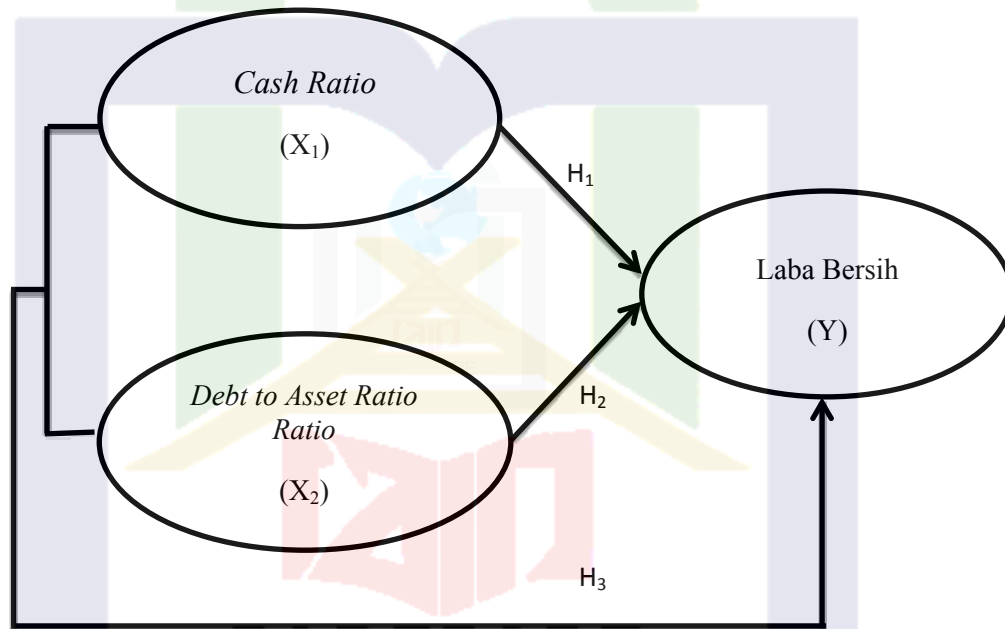 Cash Ratio
(X₁)
H₁
Laba Bersih
(Y)
Debt to Asset Ratio
Ratio
(X₂)
H₂
H₃